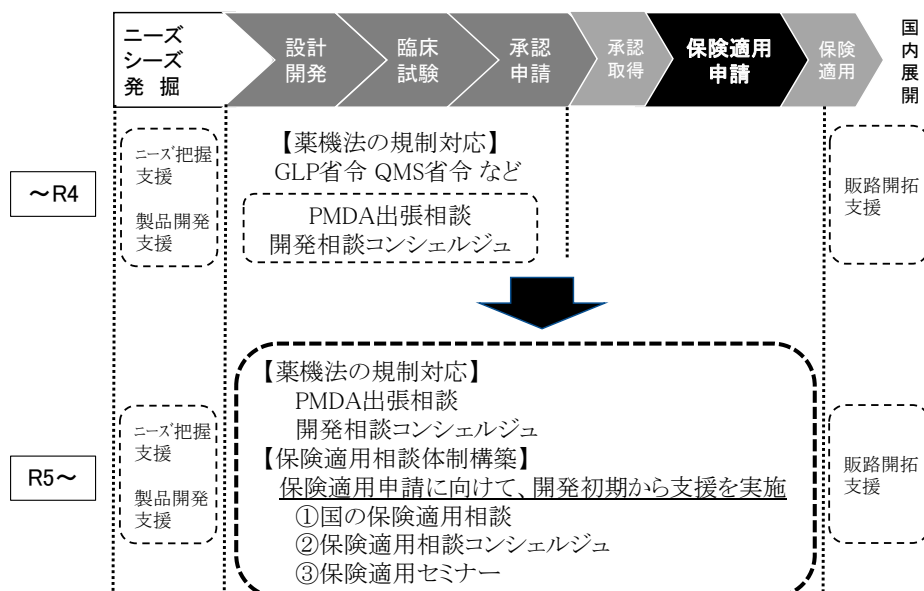 ニーズ
シーズ
発 掘
設計
開発
臨床
試験
承認
申請
承認
取得
保険適用
申請
保険
適用
国
内
展
開
～R4
ニーズ把握
支援
製品開発
支援
【薬機法の規制対応】
GLP省令 QMS省令 など
PMDA出張相談
開発相談コンシェルジュ
販路開拓
支援
R5～
ニーズ把握
支援
製品開発
支援
【薬機法の規制対応】
PMDA出張相談
開発相談コンシェルジュ
【保険適用相談体制構築】
保険適用申請に向けて、開発初期から支援を実施
①国の保険適用相談
②保険適用相談コンシェルジュ
③保険適用セミナー
販路開拓
支援